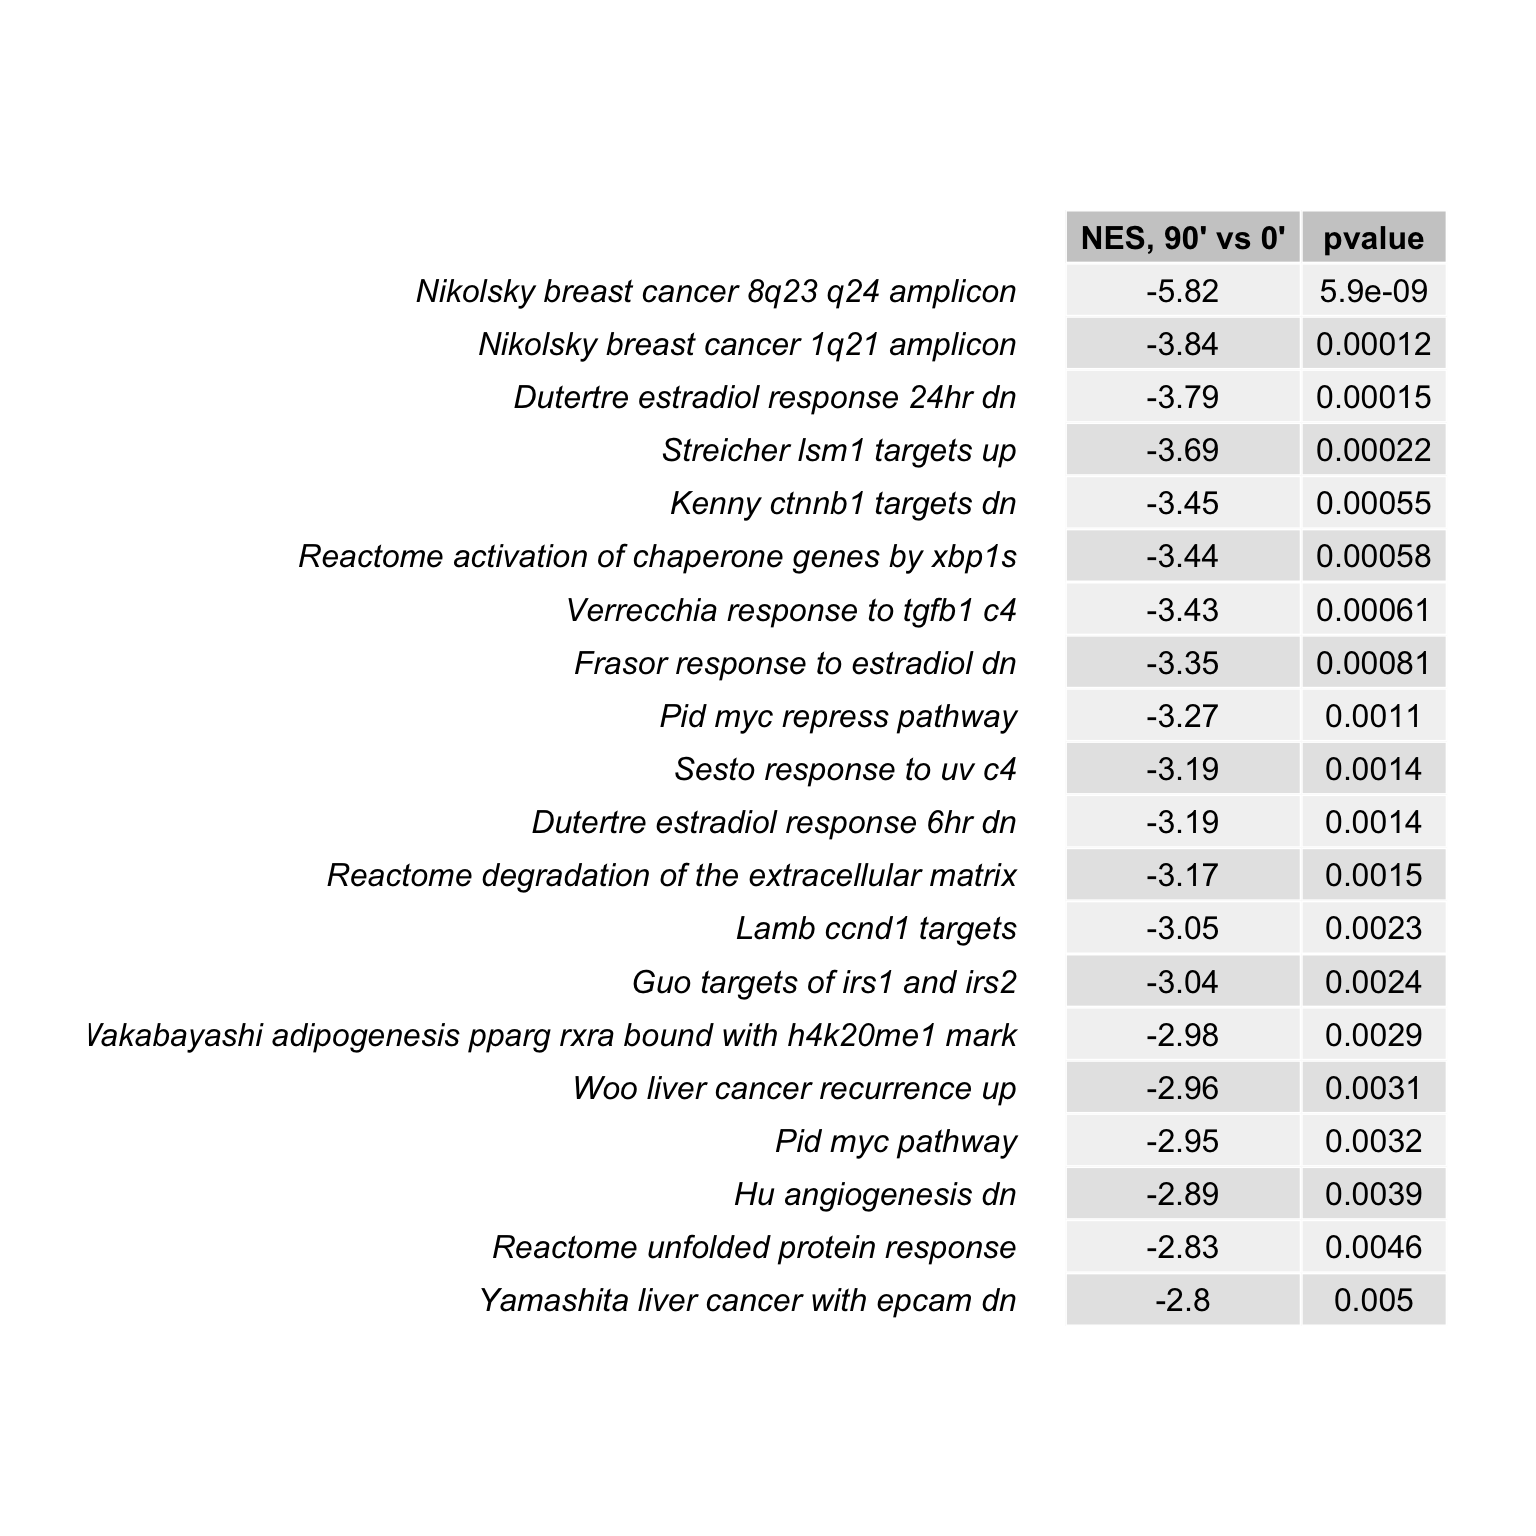 NES, 90' vs 0' pvalue
Nikolsky breast cancer 8q23 q24 amplicon -5.82 5.9e-09
Nikolsky breast cancer 1q21 amplicon -3.84 0.00012
Dutertre estradiol response 24hr dn -3.79 0.00015
Streicher lsm1 targets up -3.69 0.00022
Kenny ctnnb1 targets dn -3.45 0.00055
Reactome activation of chaperone genes by xbp1s -3.44 0.00058
Verrecchia response to tgfb1 c4 -3.43 0.00061
Frasor response to estradiol dn -3.35 0.00081
Pid myc repress pathway -3.27 0.0011
Sesto response to uv c4 -3.19 0.0014
Dutertre estradiol response 6hr dn -3.19 0.0014
Reactome degradation of the extracellular matrix -3.17 0.0015
Lamb ccnd1 targets -3.05 0.0023
Guo targets of irs1 and irs2 -3.04 0.0024
Wakabayashi adipogenesis pparg rxra bound with h4k20me1 mark -2.98 0.0029
Woo liver cancer recurrence up -2.96 0.0031
Pid myc pathway -2.95 0.0032
Hu angiogenesis dn -2.89 0.0039
Reactome unfolded protein response -2.83 0.0046
Yamashita liver cancer with epcam dn -2.8 0.005